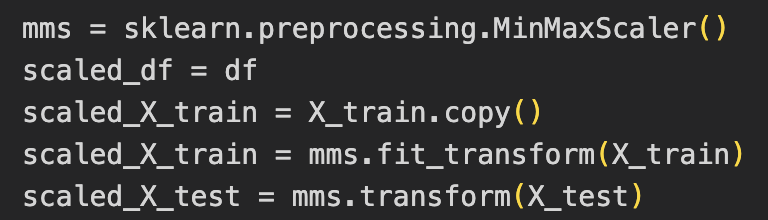 mms = sklearn.preprocessing.MinMaxScaler()
scaled_df = df
scaled_X_train = X_train.copy()
scaled_X_train = mms.fit_transform(X_train)
scaled_X_test = mms.transform(X_test)